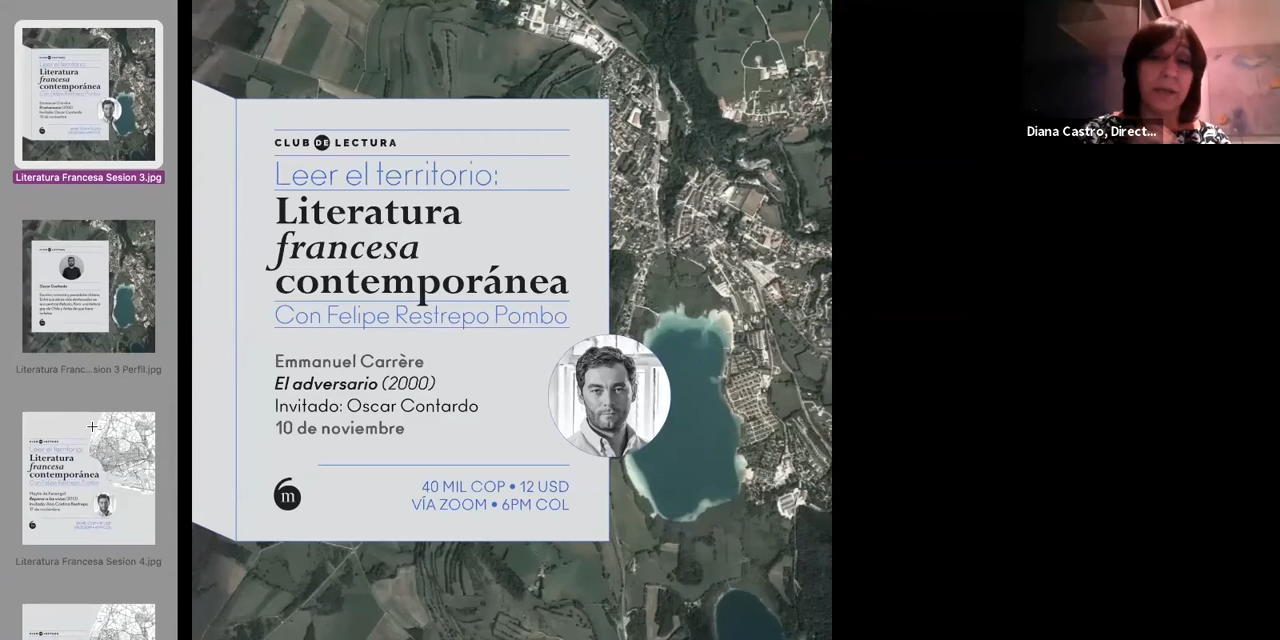 Literatura Francesa Sesion 3.jpg
Literatura Franc...sion 3 Perfil.jpg
Literatura Francesa Sesion 4.jpg
CLUB DE LECTURA
Leer el territorio:
Literatura
francesa
contemporánea
Con Felipe Restrepo Pombo
Emmanuel Carrère
El adversario (2000)
Invitado: Oscar Contardo
10 de noviembre
m
40 MIL COP • 12 USD
VÍA ZOOM • 6PM COL
Diana Castro, Direct...